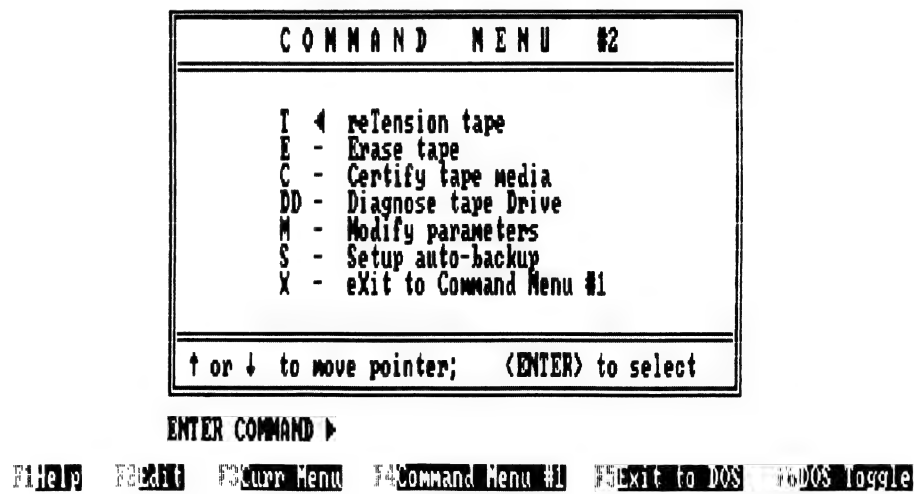 COMMAND MENU #2
T ◄ reTension tape
E - Erase tape
C - Certify tape media
DD - Diagnose tape Drive
M - Modify parameters
S - Setup auto-backup
X - eXit to Command Menu #1
↑ or ↓ to move pointer; <ENTER> to select
ENTER COMMAND ►
F1Help F2Edit F3Curr Menu F4Command Menu #1 F5Exit to DOS F6DOS Toggle